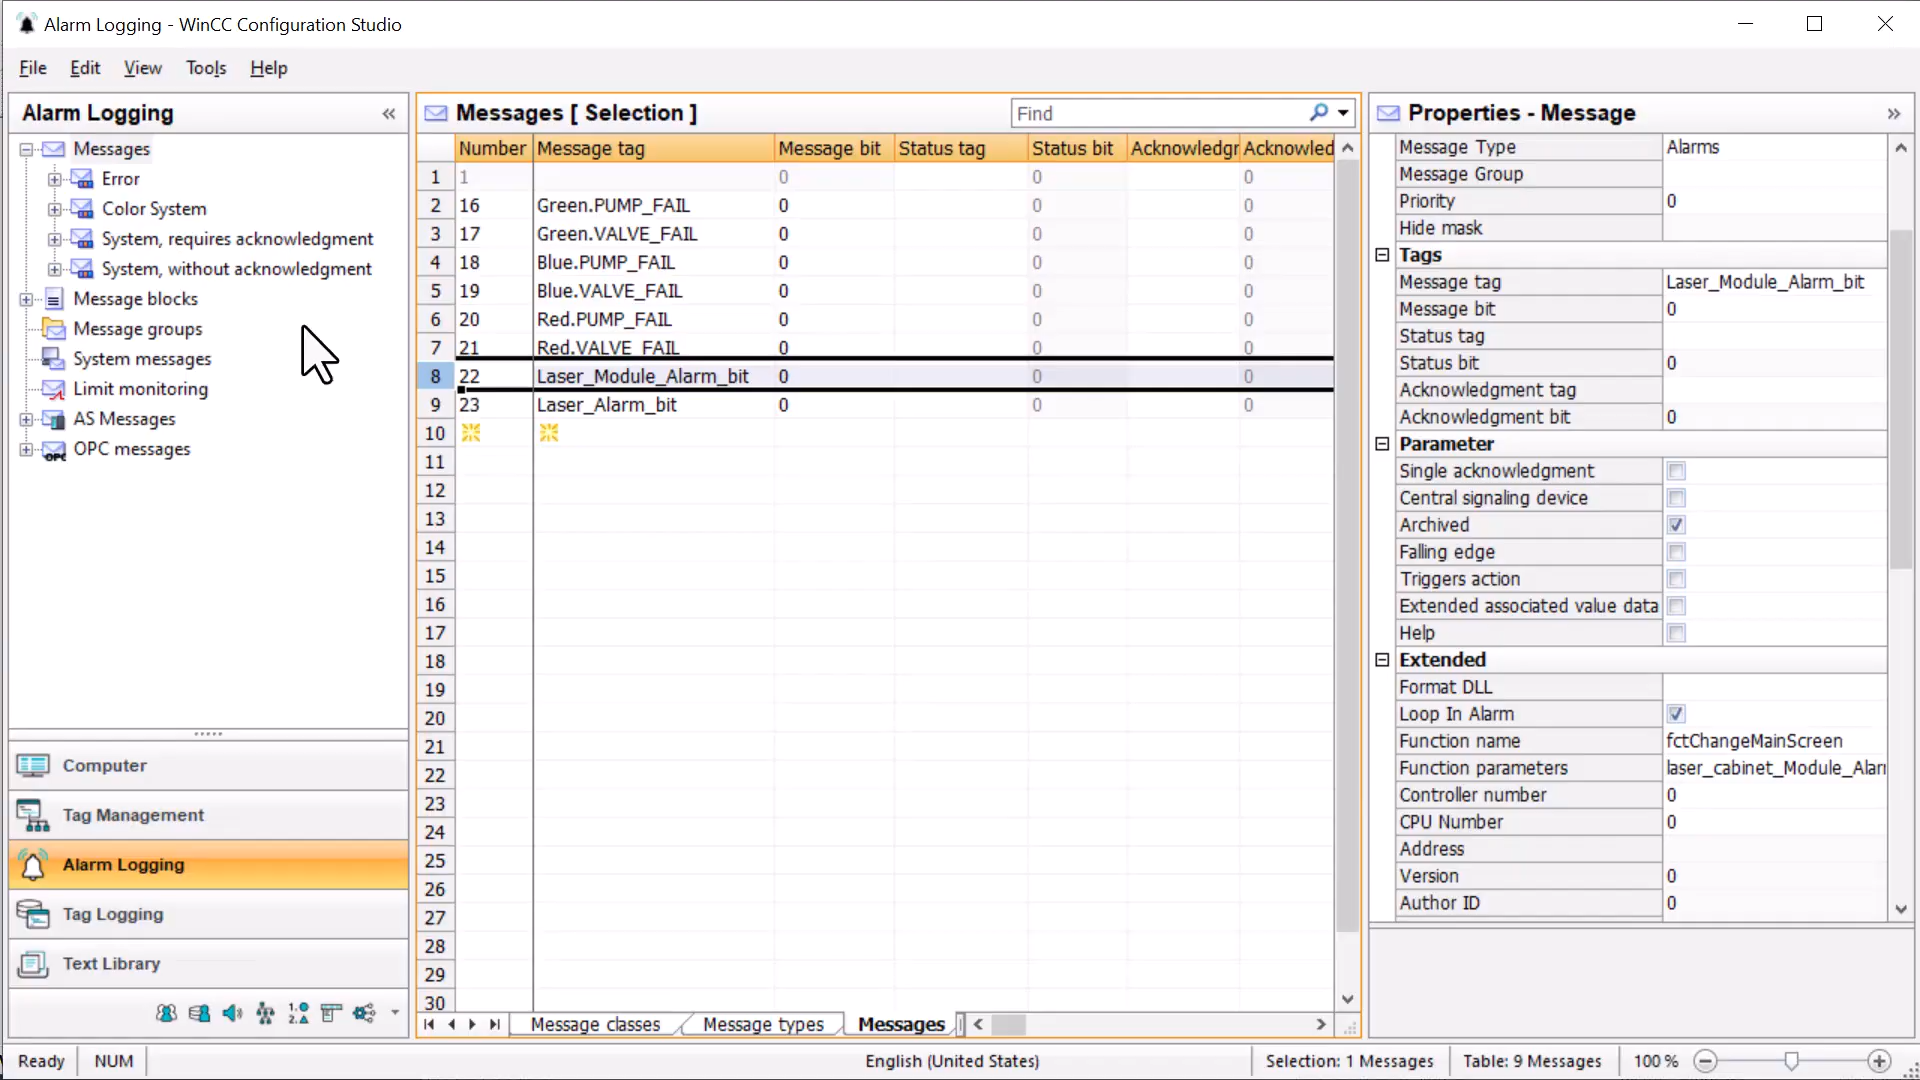 Alarm Logging - WinCC Configuration Studio
File Edit View Tools Help
Alarm Logging «
Messages
Error
Color System
System, requires acknowledgment
System, without acknowledgment
Message blocks
Message groups
System messages
Limit monitoring
AS Messages
OPC messages
Computer
Tag Management
Alarm Logging
Tag Logging
Text Library
Messages [ Selection ] Find
Number Message tag Message bit Status tag Status bit Acknowledgr Acknowled
1 1 0 0 0
2 16 Green.PUMP_FAIL 0 0 0
3 17 Green.VALVE_FAIL 0 0 0
4 18 Blue.PUMP_FAIL 0 0 0
5 19 Blue.VALVE_FAIL 0 0 0
6 20 Red.PUMP_FAIL 0 0 0
7 21 Red.VALVE_FAIL 0 0 0
8 22 Laser_Module_Alarm_bit 0 0 0
9 23 Laser_Alarm_bit 0 0 0
10
11
12
13
14
15
16
17
18
19
20
21
22
23
24
25
26
27
28
29
30
Message classes Message types Messages
Properties - Message »
Message Type Alarms
Message Group
Priority 0
Hide mask
Tags
Message tag Laser_Module_Alarm_bit
Message bit 0
Status tag
Status bit 0
Acknowledgment tag
Acknowledgment bit 0
Parameter
Single acknowledgment
Central signaling device
Archived
Falling edge
Triggers action
Extended associated value data
Help
Extended
Format DLL
Loop In Alarm
Function name fctChangeMainScreen
Function parameters laser_cabinet_Module_Alar
Controller number 0
CPU Number 0
Address
Version 0
Author ID 0
Ready NUM English (United States) Selection: 1 Messages Table: 9 Messages 100 %